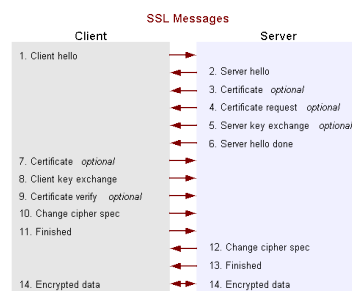 SSL Messages
Client Server
1. Client hello
2. Server hello
3. Certificate optional
4. Certificate request optional
5. Server key exchange optional
6. Server hello done
7. Certificate optional
8. Client key exchange
9. Certificate verify optional
10. Change cipher spec
11. Finished
12. Change cipher spec
13. Finished
14. Encrypted data 14. Encrypted data